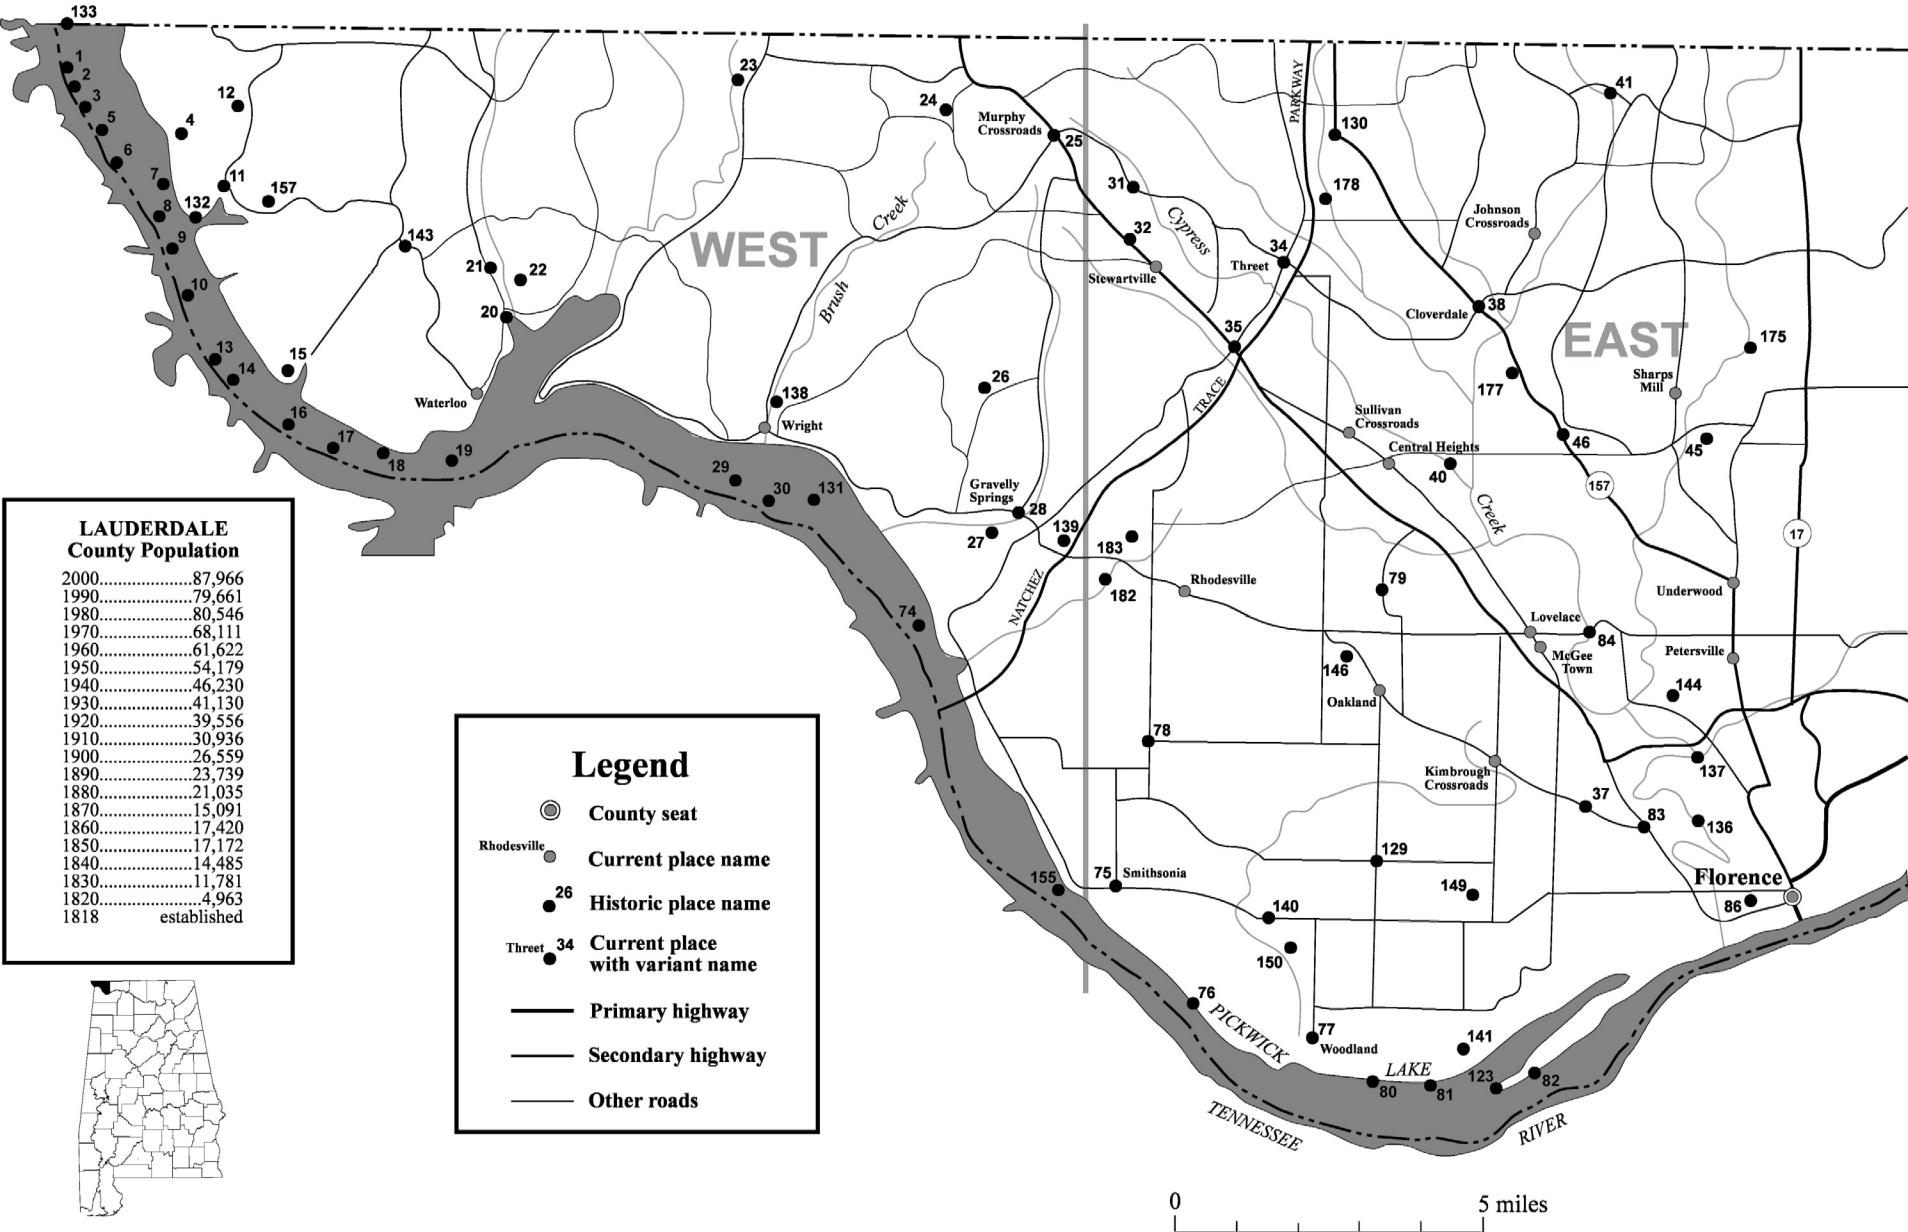 133
1
2
3
5
6
7
8
9
10
4
12
11
132
157
143
13
14
15
16
17
18
19
20
21
22
23
24
Murphy
Crossroads
25
31
32
Stewartville
Cypress
Creek
Brush
WEST
PARKWAY
130
178
34
Threet
35
TRACE
Johnson
Crossroads
41
38
Cloverdale
EAST
175
177
Sharps
Mill
45
46
157
17
Waterloo
138
Wright
26
Sullivan
Crossroads
Central Heights
40
Creek
29
30
131
Gravelly
Springs
28
27
139
183
182
NATCHEZ
Rhodesville
79
Underwood
Lovelace
84
McGee
Town
Petersville
144
146
Oakland
74
78
Kimbrough
Crossroads
37
83
137
136
129
149
Florence
86
155
75
Smithsonia
140
150
76
77
Woodland
PICKWICK
LAKE
141
80
81
123
82
TENNESSEE
RIVER
LAUDERDALE
County Population
2000.....................87,966
1990.....................79,661
1980.....................80,546
1970.....................68,111
1960.....................61,622
1950.....................54,179
1940.....................46,230
1930.....................41,130
1920.....................39,556
1910.....................30,936
1900.....................26,559
1890.....................23,739
1880.....................21,035
1870.....................15,091
1860.....................17,420
1850.....................17,172
1840.....................14,485
1830.....................11,781
1820.......................4,963
1818 established
Legend
County seat
Rhodesville Current place name
26 Historic place name
Threet 34 Current place
with variant name
Primary highway
Secondary highway
Other roads
0 5 miles